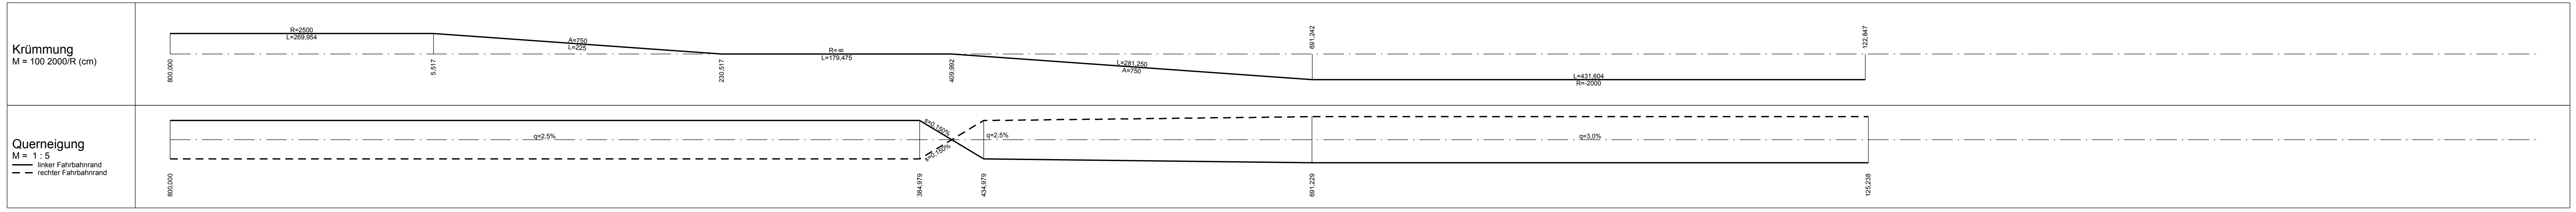 Krümmung
M = 100 2000/R (cm)
R=2500
L=269,954
A=750
L=225
R=∞
L=179,475
L=281,250
A=750
L=431,604
R=-2000
800,000
5,517
230,517
409,992
691,242
122,847
Querneigung
M = 1 : 5
linker Fahrbahnrand
rechter Fahrbahnrand
q=2,5%
s=0,150%
s=0,150%
q=2,5%
q=3,0%
800,000
384,979
434,979
691,229
125,238